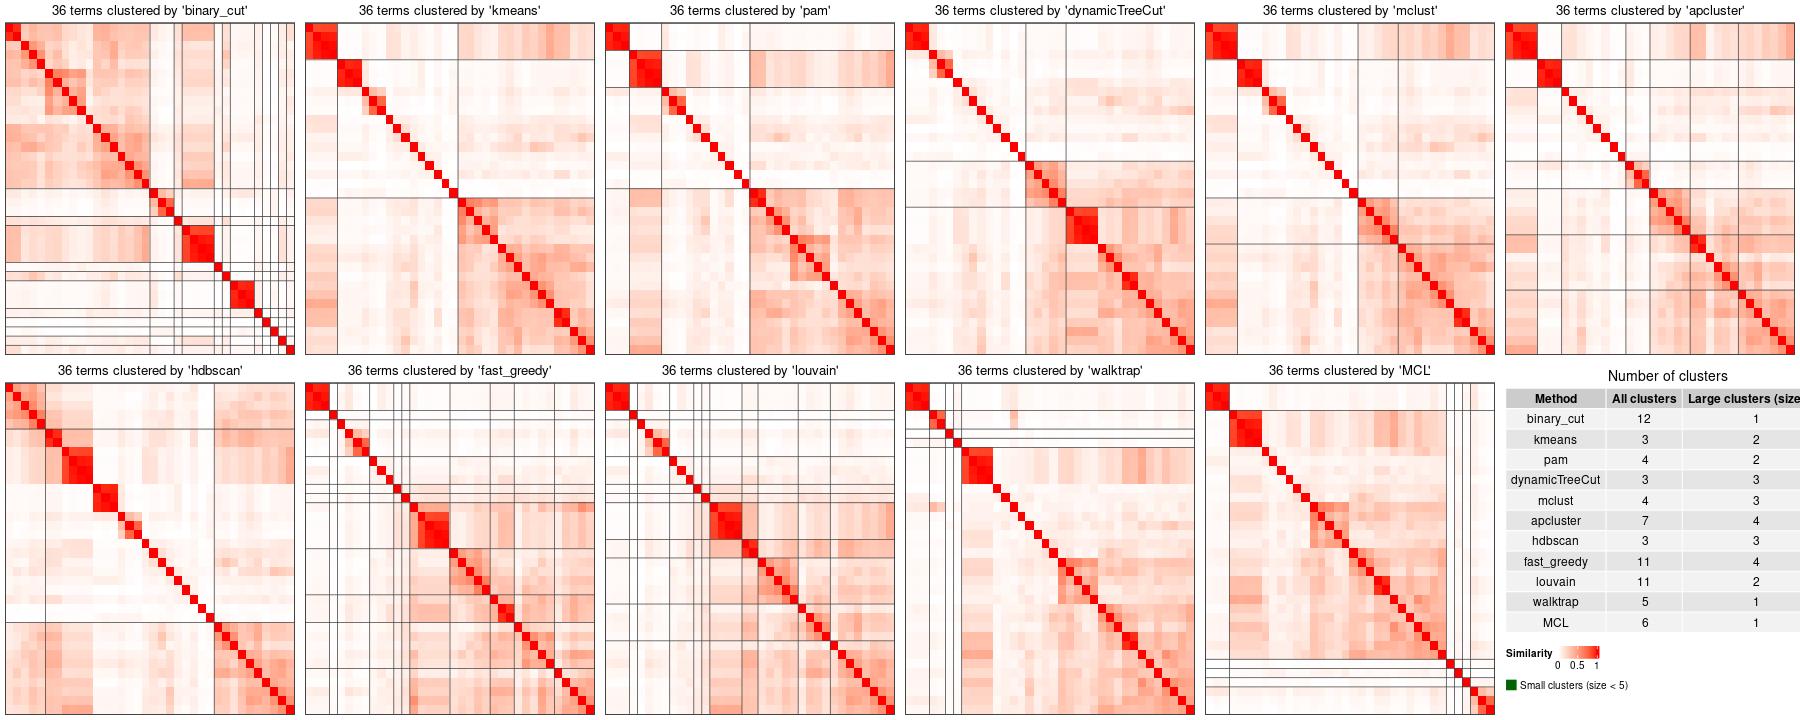 36 terms clustered by 'binary_cut'
36 terms clustered by 'kmeans'
36 terms clustered by 'pam'
36 terms clustered by 'dynamicTreeCut'
36 terms clustered by 'mclust'
36 terms clustered by 'apcluster'
36 terms clustered by 'hdbscan'
36 terms clustered by 'fast_greedy'
36 terms clustered by 'louvain'
36 terms clustered by 'walktrap'
36 terms clustered by 'MCL'
Number of clusters
Method All clusters Large clusters (size
binary_cut 12 1
kmeans 3 2
pam 4 2
dynamicTreeCut 3 3
mclust 4 3
apcluster 7 4
hdbscan 3 3
fast_greedy 11 4
louvain 11 2
walktrap 5 1
MCL 6 1
Similarity
0 0.5 1
Small clusters (size < 5)